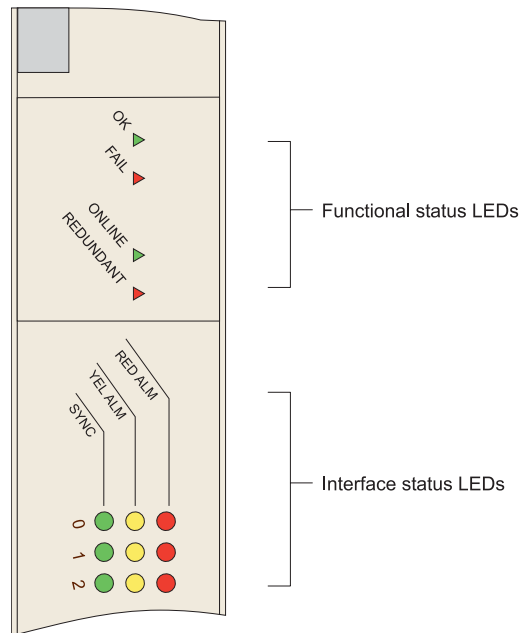 OK
FAIL
ONLINE
REDUNDANT
Functional status LEDs
RED ALM
YEL ALM
SYNC
Interface status LEDs
0
1
2